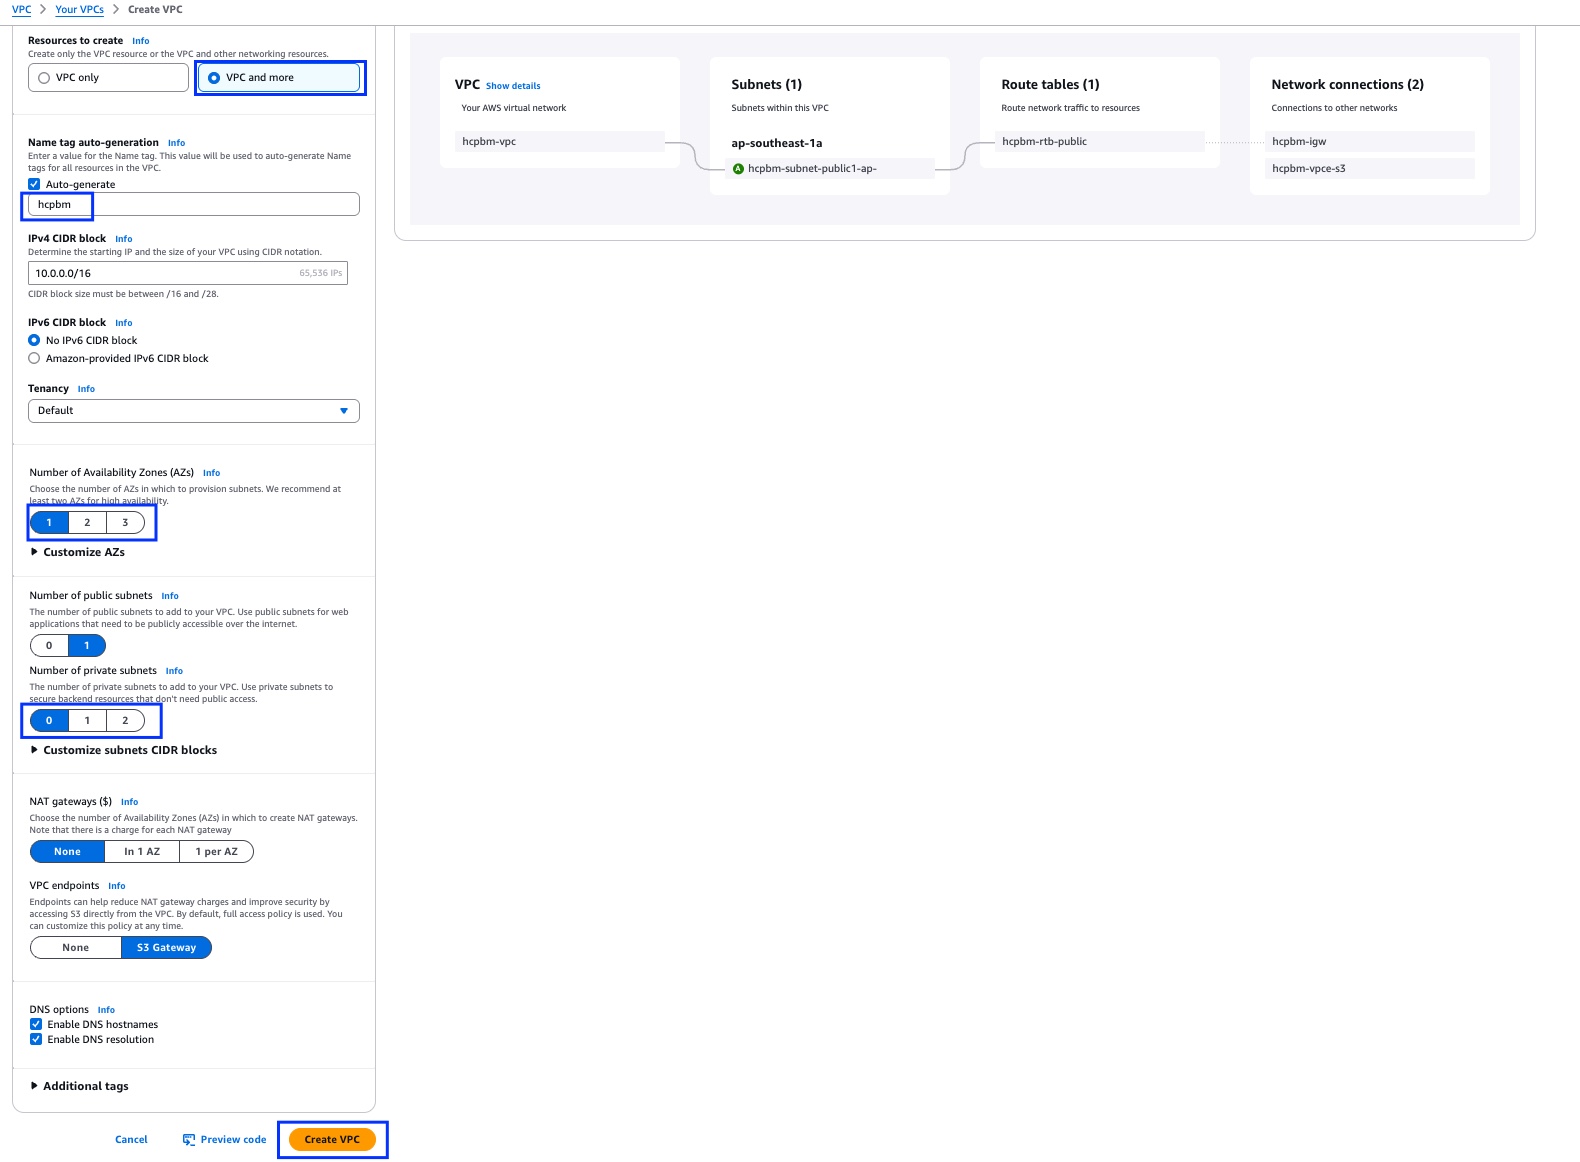 VPC > Your VPCs > Create VPC
Resources to create Info
Create only the VPC resource or the VPC and other networking resources.
VPC only
VPC and more
Name tag auto-generation Info
Enter a value for the Name tag. This value will be used to auto-generate Name
tags for all resources in the VPC.
Auto-generate
hcpbm
IPv4 CIDR block Info
Determine the starting IP and the size of your VPC using CIDR notation.
10.0.0.0/16 65,536 IPs
CIDR block size must be between /16 and /28.
IPv6 CIDR block Info
No IPv6 CIDR block
Amazon-provided IPv6 CIDR block
Tenancy Info
Default
Number of Availability Zones (AZs) Info
Choose the number of AZs in which to provision subnets. We recommend at
least two AZs for high availability.
1 2 3
Customize AZs
Number of public subnets Info
The number of public subnets to add to your VPC. Use public subnets for web
applications that need to be publicly accessible over the internet.
0 1
Number of private subnets Info
The number of private subnets to add to your VPC. Use private subnets to
secure backend resources that don't need public access.
0 1 2
Customize subnets CIDR blocks
NAT gateways ($) Info
Choose the number of Availability Zones (AZs) in which to create NAT gateways.
Note that there is a charge for each NAT gateway
None In 1 AZ 1 per AZ
VPC endpoints Info
Endpoints can help reduce NAT gateway charges and improve security by
accessing S3 directly from the VPC. By default, full access policy is used. You
can customize this policy at any time.
None S3 Gateway
DNS options Info
Enable DNS hostnames
Enable DNS resolution
Additional tags
Cancel Preview code Create VPC
VPC Show details
Your AWS virtual network
hcpbm-vpc
Subnets (1)
Subnets within this VPC
ap-southeast-1a
A hcpbm-subnet-public1-ap-
Route tables (1)
Route network traffic to resources
hcpbm-rtb-public
Network connections (2)
Connections to other networks
hcpbm-igw
hcpbm-vpce-s3